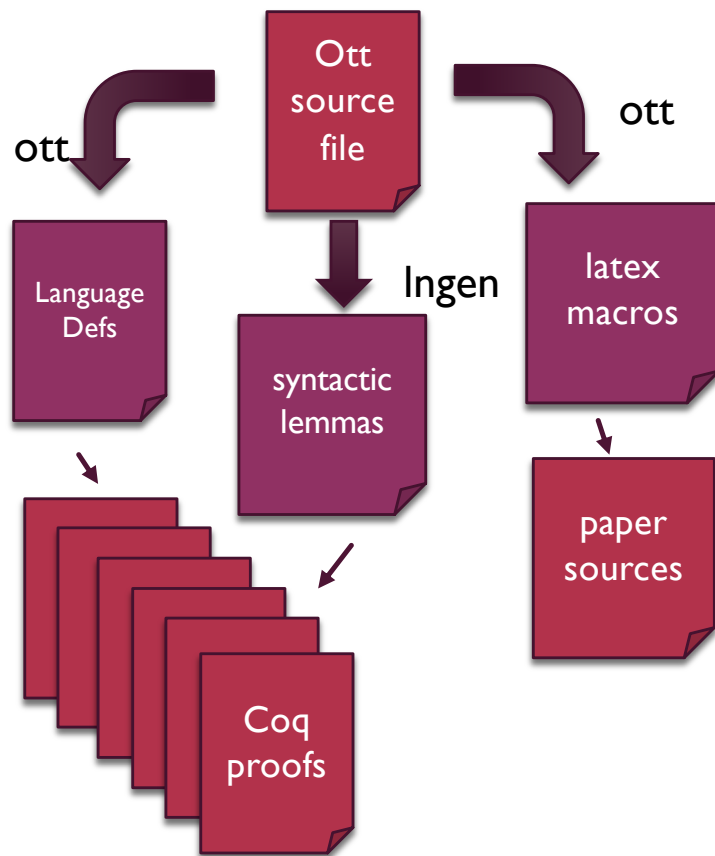 Ott
source
file
ott
ott
Language
Defs
lngen
latex
macros
syntactic
lemmas
paper
sources
Coq
proofs